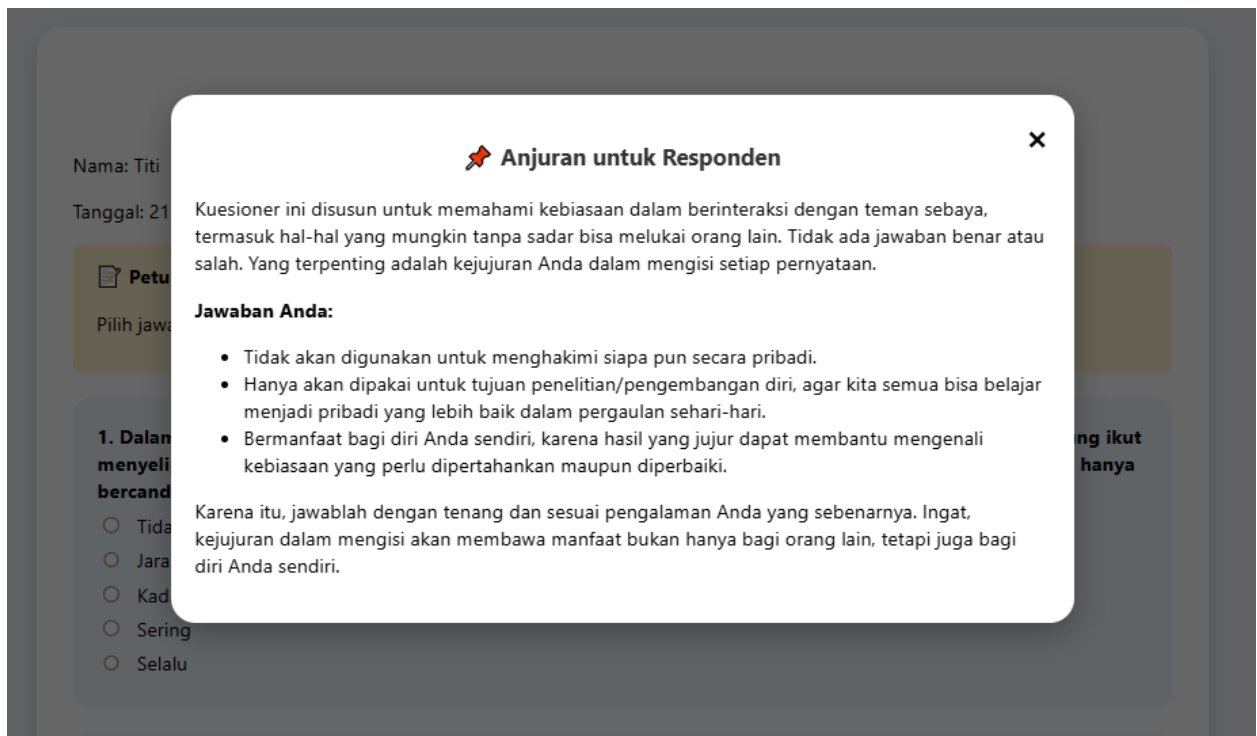 📌 Anjuran untuk Responden
×
Kuesioner ini disusun untuk memahami kebiasaan dalam berinteraksi dengan teman sebaya,
termasuk hal-hal yang mungkin tanpa sadar bisa melukai orang lain. Tidak ada jawaban benar atau
salah. Yang terpenting adalah kejujuran Anda dalam mengisi setiap pernyataan.
Jawaban Anda:
• Tidak akan digunakan untuk menghakimi siapa pun secara pribadi.
• Hanya akan dipakai untuk tujuan penelitian/pengembangan diri, agar kita semua bisa belajar
menjadi pribadi yang lebih baik dalam pergaulan sehari-hari.
• Bermanfaat bagi diri Anda sendiri, karena hasil yang jujur dapat membantu mengenali
kebiasaan yang perlu dipertahankan maupun diperbaiki.
Karena itu, jawablah dengan tenang dan sesuai pengalaman Anda yang sebenarnya. Ingat,
kejujuran dalam mengisi akan membawa manfaat bukan hanya bagi orang lain, tetapi juga bagi
diri Anda sendiri.
Nama: Titi
Tanggal: 21
Petu
Pilih jawa
1. Dalam ng ikut
menyeli hanya
bercand
Tida
Jara
Kad
Sering
Selalu